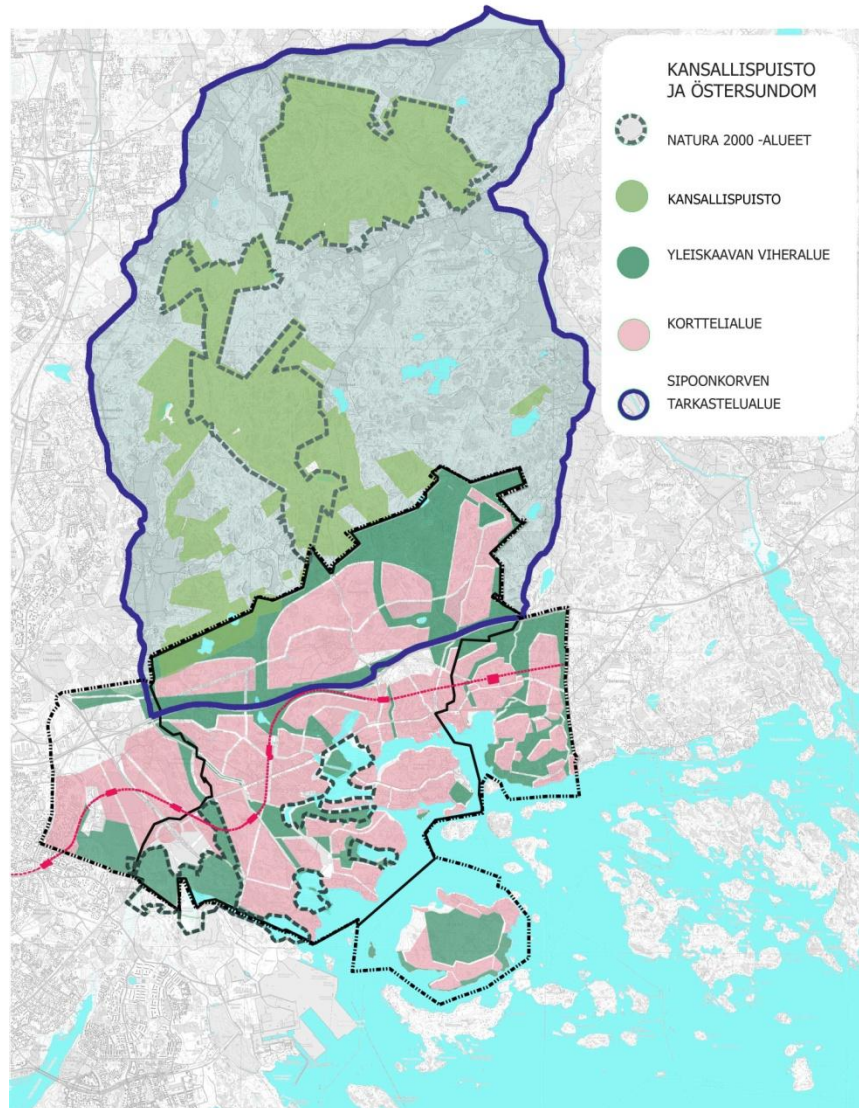 KANSALLISPUISTO
JA ÖSTERSUNDOM
NATURA 2000 -ALUEET
KANSALLISPUISTO
YLEISKAAVAN VIHERALUE
KORTTELIALUE
SIPOONKORVEN
TARKASTELUALUE